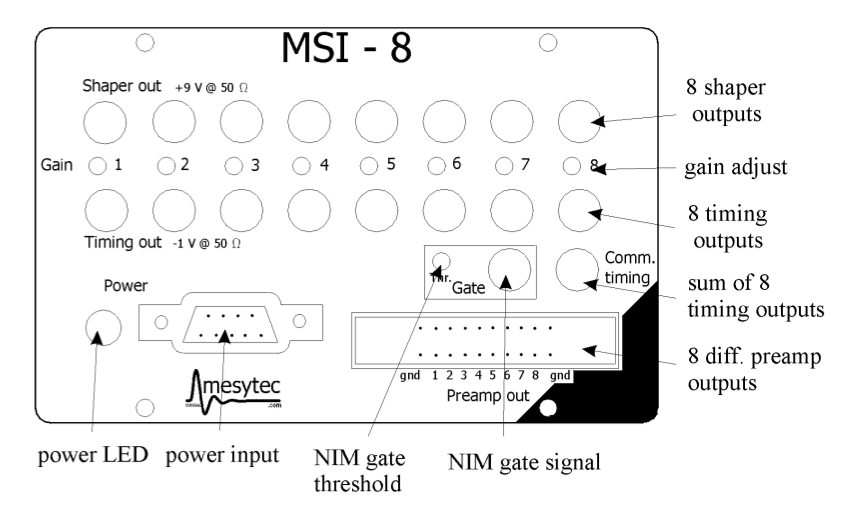 MSI - 8
Shaper out +9 V @ 50 Ω
8 shaper
outputs
Gain 1 2 3 4 5 6 7 8
gain adjust
8 timing
outputs
Timing out -1 V @ 50 Ω
Thr.
Gate
Comm.
timing
sum of 8
timing outputs
Power
8 diff. preamp
outputs
gnd 1 2 3 4 5 6 7 8 gnd
Preamp out
mesytec
.com
power LED
power input
NIM gate
threshold
NIM gate signal